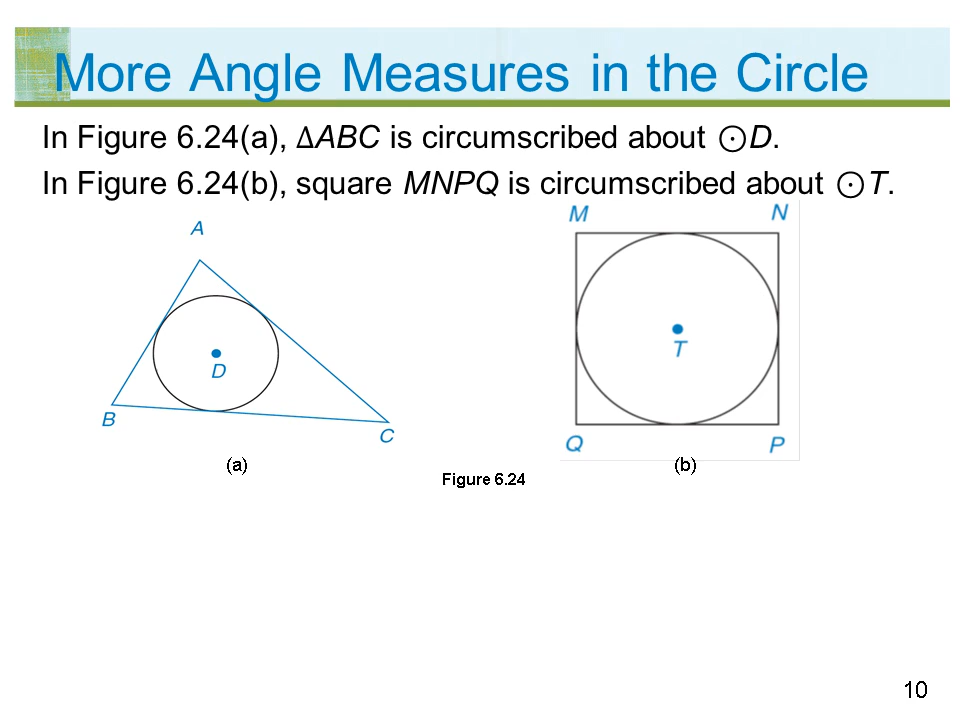 More Angle Measures in the Circle
In Figure 6.24(a), ΔABC is circumscribed about ⨀D.
In Figure 6.24(b), square MNPQ is circumscribed about ⨀T.
A
D
B
C
(a)
M N
T
Q P
(b)
Figure 6.24
10